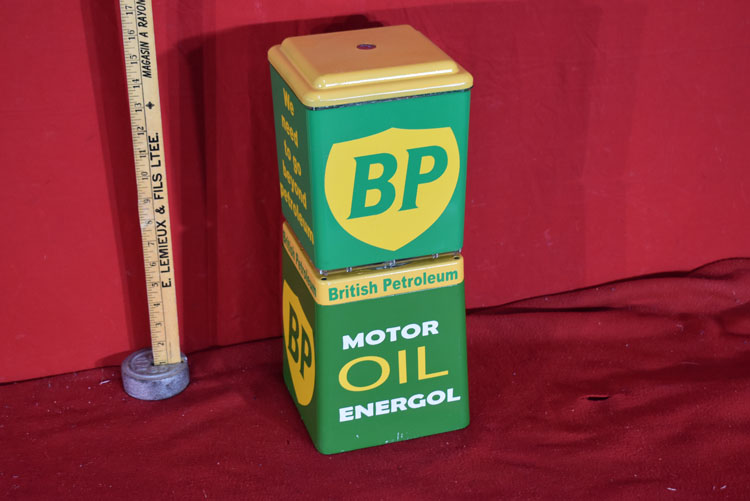 We
need
to go
beyond
petroleum
BP
British Petroleum
BP
MOTOR
OIL
ENERGOL
MAGASIN A RAYON
E. LEMIEUX & FILS LTEE.